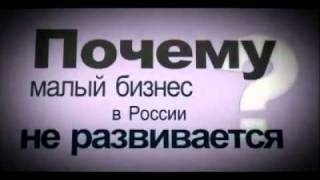 Почему
малый бизнес
в России
не развивается
?